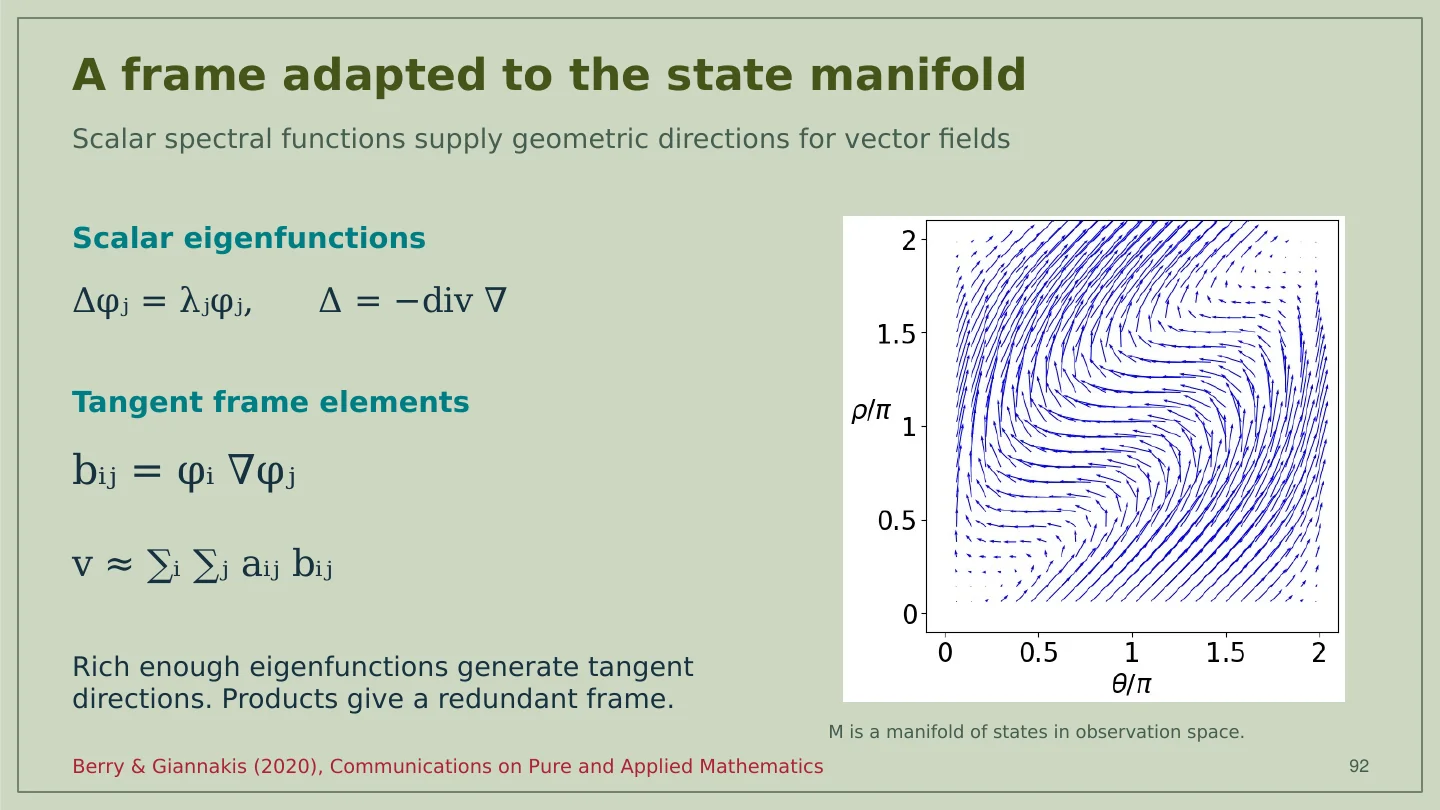 A frame adapted to the state manifold
Scalar spectral functions supply geometric directions for vector fields
Scalar eigenfunctions
Δφⱼ = λⱼφⱼ,  Δ = −div ∇
Tangent frame elements
bᵢⱼ = φᵢ ∇φⱼ
v ≈ ∑ᵢ ∑ⱼ aᵢⱼ bᵢⱼ
Rich enough eigenfunctions generate tangent
directions. Products give a redundant frame.
2
1.5
ρ/π
1
0.5
0
0 0.5 1 1.5 2
θ/π
M is a manifold of states in observation space.
Berry & Giannakis (2020), Communications on Pure and Applied Mathematics
92